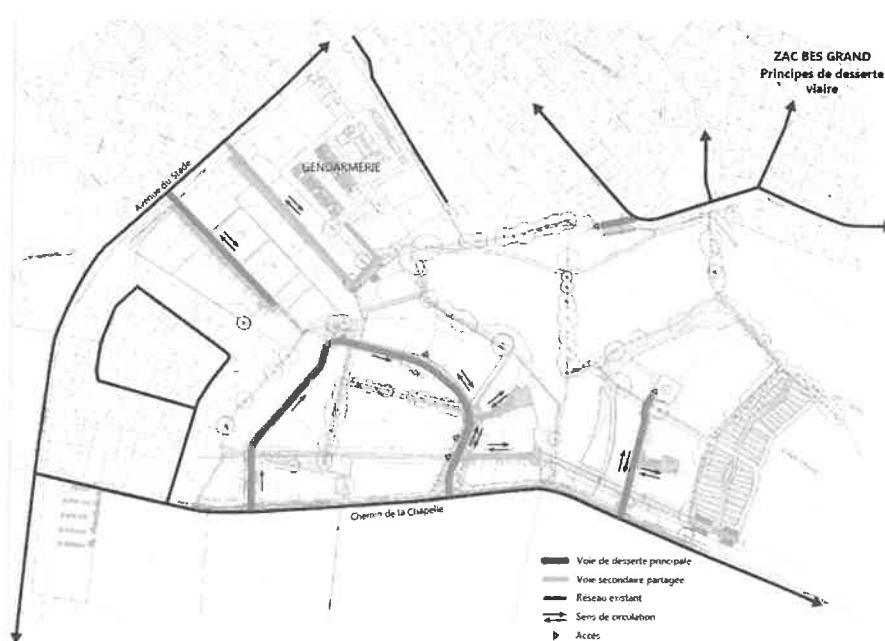 ZAC BES GRAND
Principes de desserte
viaire
GENDARMERIE
Avenue du Stade
Chemin de la Chapelle
Voie de desserte principale
Voie secondaire partagée
Réseau existant
Sens de circulation
Accès